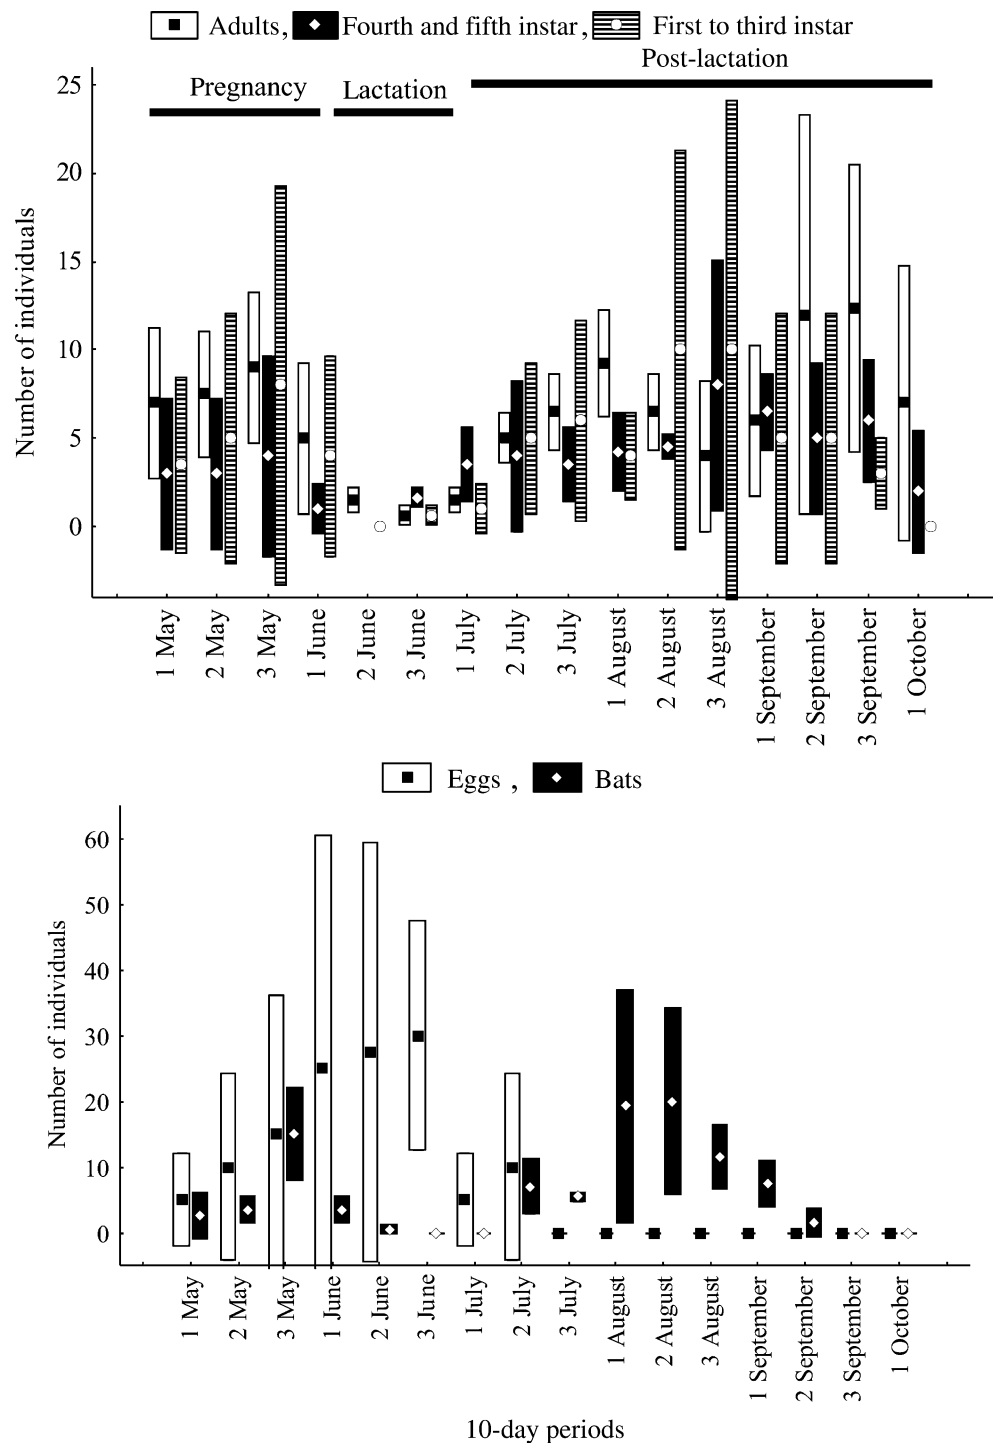 Adults, Fourth and fifth instar, First to third instar
Post-lactation
Pregnancy
Lactation
25
20
15
10
5
0
Number of individuals
1 May
2 May
3 May
1 June
2 June
3 June
1 July
2 July
3 July
1 August
2 August
3 August
1 September
2 September
3 September
1 October
Eggs , Bats
60
50
40
30
20
10
0
Number of individuals
1 May
2 May
3 May
1 June
2 June
3 June
1 July
2 July
3 July
1 August
2 August
3 August
1 September
2 September
3 September
1 October
10-day periods